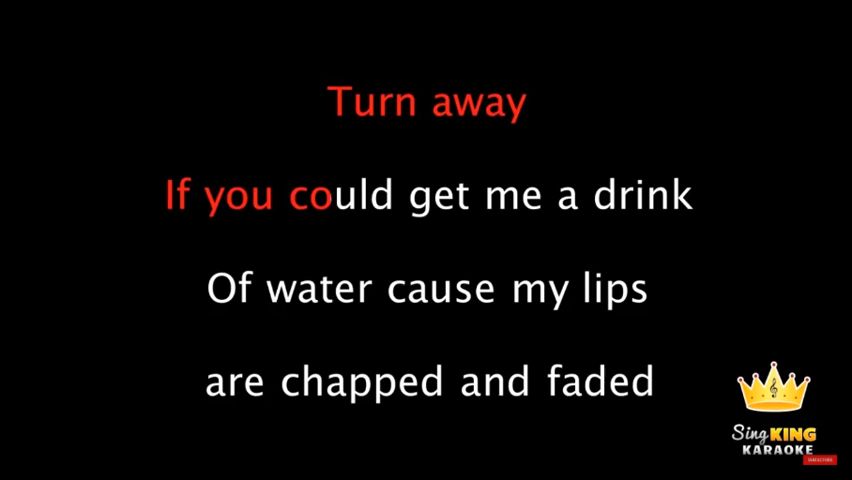 Turn away
If you could get me a drink
Of water cause my lips
are chapped and faded
Sing KING
KARAOKE
SUBSCRIBE